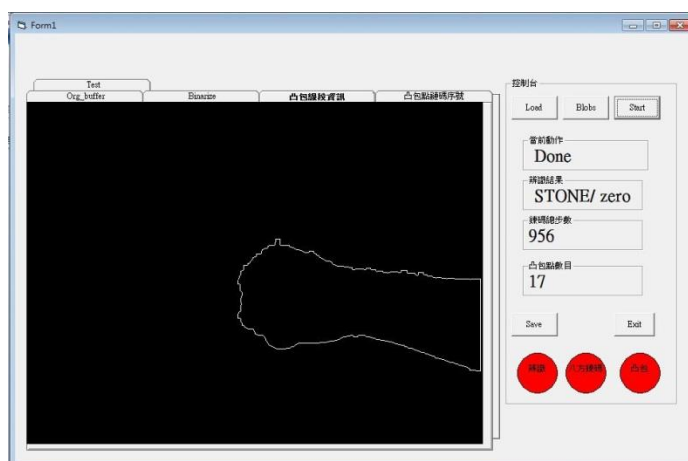 Form1
Test
Org_buffer
Binarize
凸包線段資訊
凸包點鏈碼序號
控制台
Load
Blobs
Start
當前動作
Done
辨識結果
STONE/ zero
鍊碼總步數
956
凸包點數目
17
Save
Exit
辨識
八方鍊碼
凸包